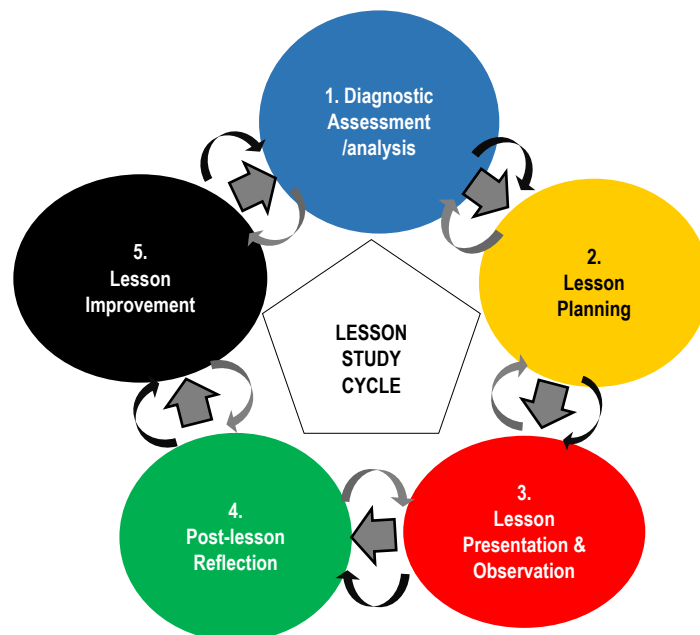 1. Diagnostic
Assessment
/analysis
2.
Lesson
Planning
3.
Lesson
Presentation &
Observation
4.
Post-lesson
Reflection
5.
Lesson
Improvement
LESSON
STUDY
CYCLE